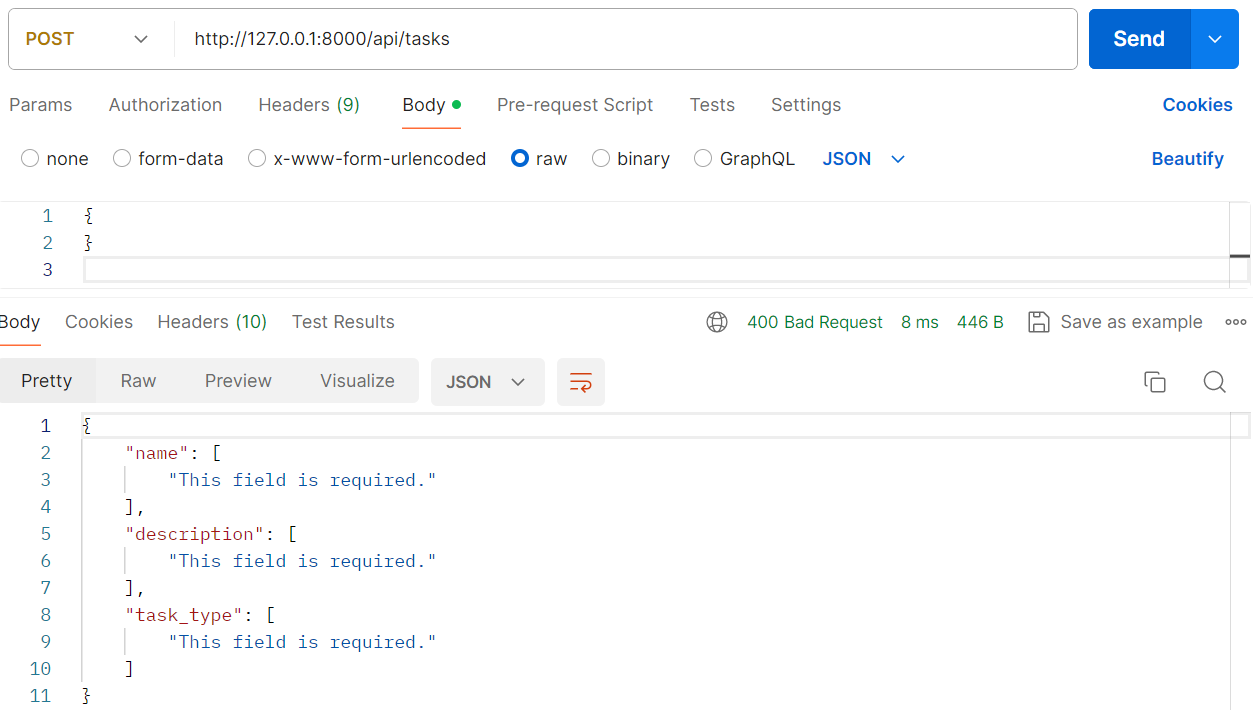 POST http://127.0.0.1:8000/api/tasks Send
Params Authorization Headers (9) Body Pre-request Script Tests Settings Cookies
none form-data x-www-form-urlencoded raw binary GraphQL JSON Beautify
1 {
2 }
3
Body Cookies Headers (10) Test Results 400 Bad Request 8 ms 446 B Save as example
Pretty Raw Preview Visualize JSON
1 {
2 "name": [
3 "This field is required."
4 ],
5 "description": [
6 "This field is required."
7 ],
8 "task_type": [
9 "This field is required."
10 ]
11 }